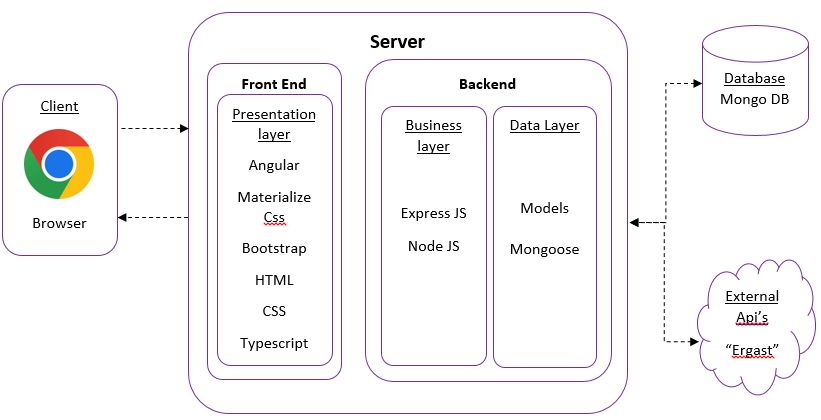 Server
Client
Browser
Front End
Presentation
layer
Angular
Materialize
Css
Bootstrap
HTML
CSS
Typescript
Backend
Business
layer
Express JS
Node JS
Data Layer
Models
Mongoose
Database
Mongo DB
External
Api’s
“Ergast”